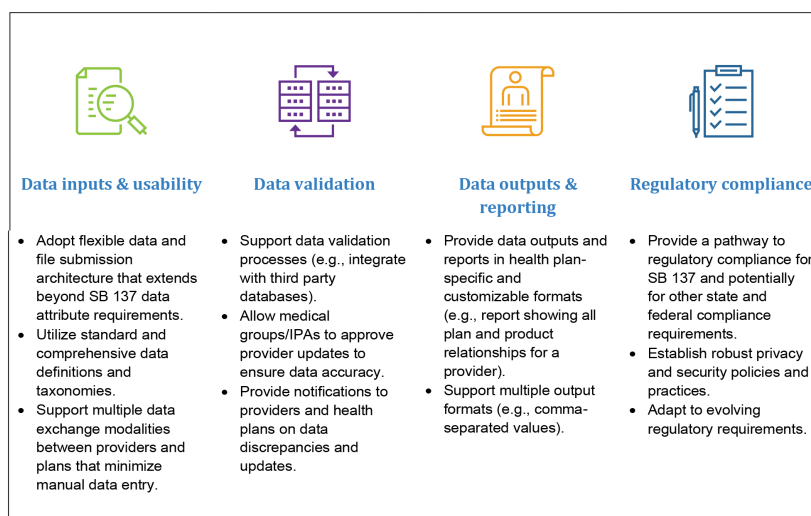 Data inputs & usability
• Adopt flexible data and
file submission
architecture that extends
beyond SB 137 data
attribute requirements.
• Utilize standard and
comprehensive data
definitions and
taxonomies.
• Support multiple data
exchange modalities
between providers and
plans that minimize
manual data entry.
Data validation
• Support data validation
processes (e.g., integrate
with third party
databases).
• Allow medical
groups/IPAs to approve
provider updates to
ensure data accuracy.
• Provide notifications to
providers and health
plans on data
discrepancies and
updates.
Data outputs &
reporting
• Provide data outputs and
reports in health plan-
specific and
customizable formats
(e.g., report showing all
plan and product
relationships for a
provider).
• Support multiple output
formats (e.g., comma-
separated values).
Regulatory compliance
• Provide a pathway to
regulatory compliance for
SB 137 and potentially
for other state and
federal compliance
requirements.
• Establish robust privacy
and security policies and
practices.
• Adapt to evolving
regulatory requirements.